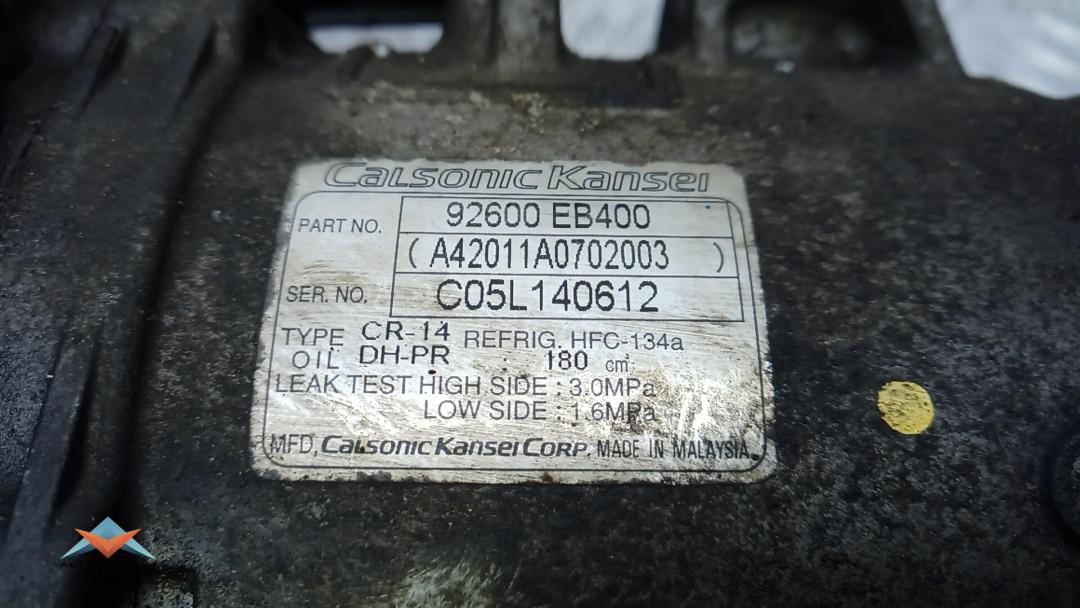 Calsonic Kansei
PART NO. 92600 EB400
( A42011A0702003 )
SER. NO. C05L140612
TYPE CR-14 REFRIG. HFC-134a
OIL DH-PR : 180 cm³
LEAK TEST HIGH SIDE : 3.0MPa
LOW SIDE : 1.6MPa
MFD, Calsonic Kansei Corp. MADE IN MALAYSIA